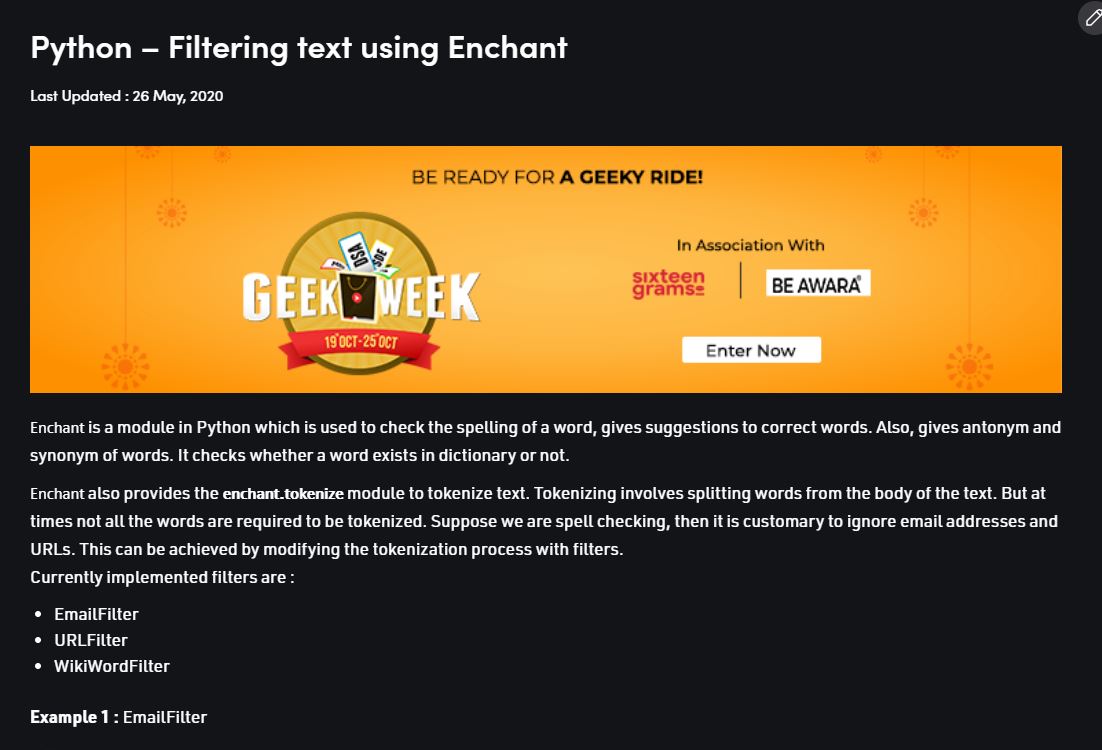 Python – Filtering text using Enchant
Last Updated : 26 May, 2020
BE READY FOR A GEEKY RIDE!
DSA
SDE
GEEK WEEK
19th OCT - 25th OCT
In Association With
sixteen
grams
BE AWARA
Enter Now
Enchant is a module in Python which is used to check the spelling of a word, gives suggestions to correct words. Also, gives antonym and
synonym of words. It checks whether a word exists in dictionary or not.
Enchant also provides the enchant.tokenize module to tokenize text. Tokenizing involves splitting words from the body of the text. But at
times not all the words are required to be tokenized. Suppose we are spell checking, then it is customary to ignore email addresses and
URLs. This can be achieved by modifying the tokenization process with filters.
Currently implemented filters are :
• EmailFilter
• URLFilter
• WikiWordFilter
Example 1 : EmailFilter